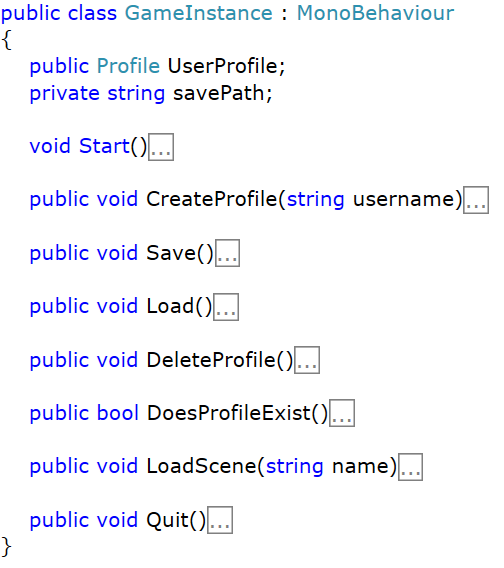 public class GameInstance : MonoBehaviour
{
public Profile UserProfile;
private string savePath;
void Start()...
public void CreateProfile(string username)...
public void Save()...
public void Load()...
public void DeleteProfile()...
public bool DoesProfileExist()...
public void LoadScene(string name)...
public void Quit()...
}